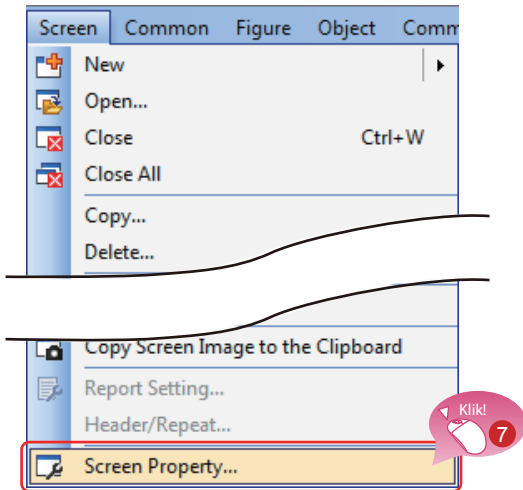 Screen Common Figure Object Comm
New
Open...
Close Ctrl+W
Close All
Copy...
Delete...
Copy Screen Image to the Clipboard
Report Setting...
Header/Repeat...
Klik!
7
Screen Property...